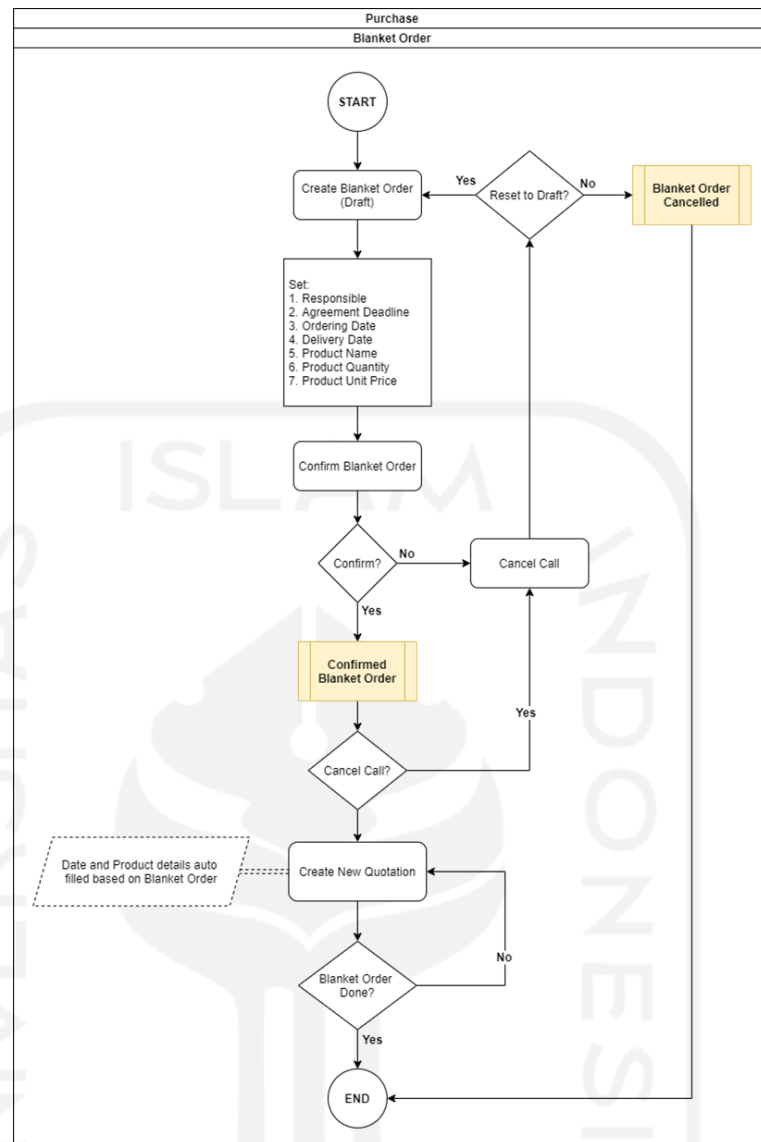 Purchase
Blanket Order
START
Create Blanket Order
(Draft)
Yes
Reset to Draft?
No
Blanket Order
Cancelled
Set:
1. Responsible
2. Agreement Deadline
3. Ordering Date
4. Delivery Date
5. Product Name
6. Product Quantity
7. Product Unit Price
ISLAM
Confirm Blanket Order
Confirm?
No
Cancel Call
Yes
Confirmed
Blanket Order
Yes
Cancel Call?
Date and Product details auto
filled based on Blanket Order
Create New Quotation
No
Blanket Order
Done?
Yes
END
INDONESI